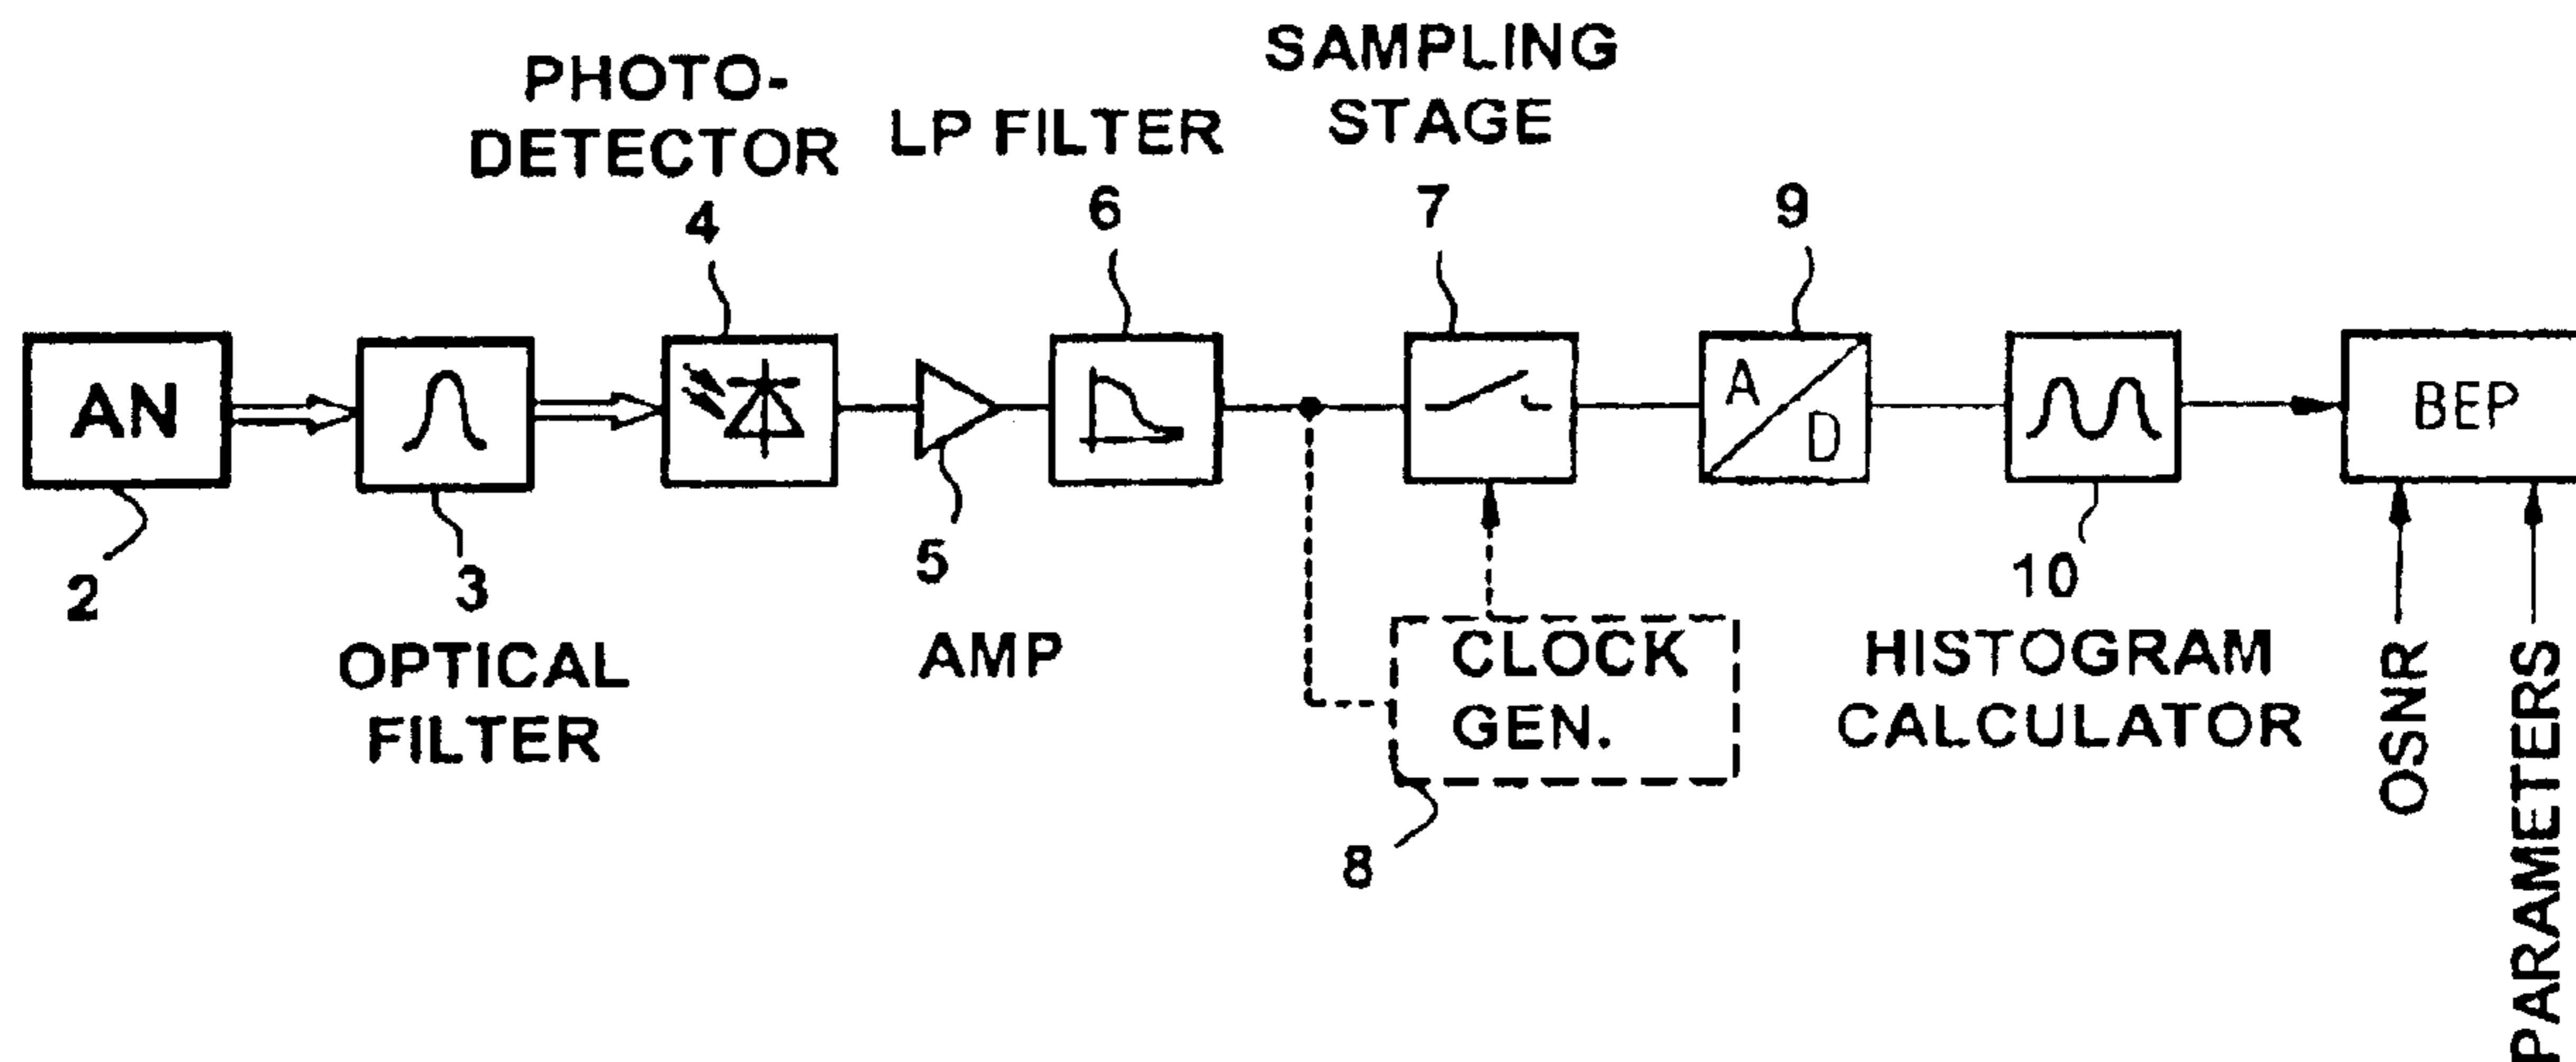 PHOTO-
DETECTOR
4
LP FILTER
6
SAMPLING
STAGE
7
9
AN
A
D
BEP
2
3
OPTICAL
FILTER
5
AMP
CLOCK
GEN.
8
10
HISTOGRAM
CALCULATOR
OSNR
PARAMETERS